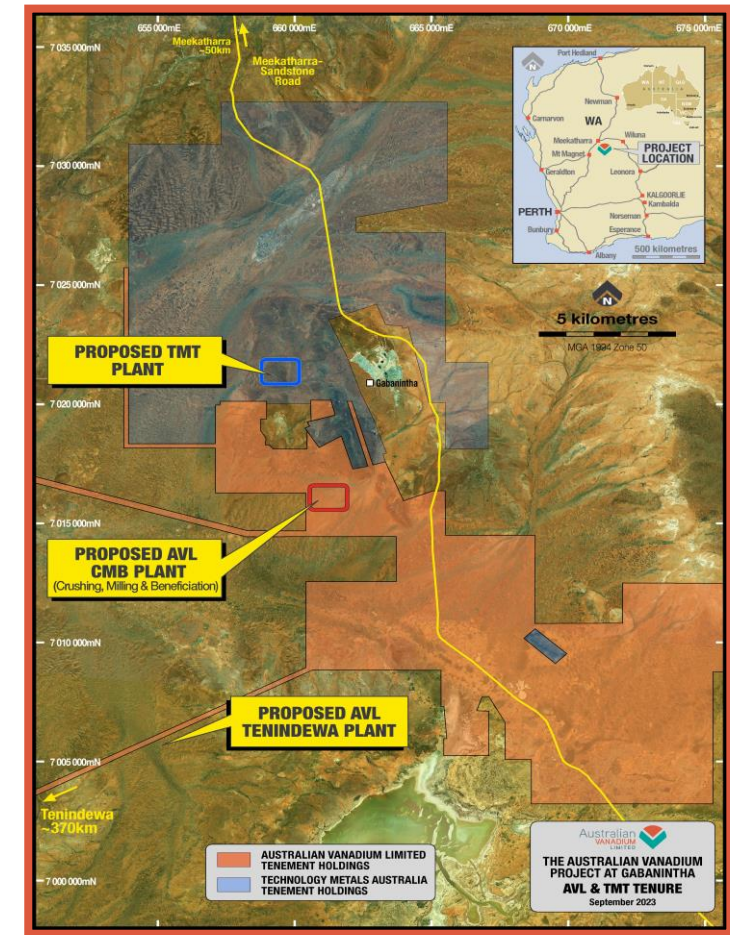 655 000mE
660 000mE
665 000mE
670 000mE
675 000mE
7 035 000mN
Meekatharra
~50km
Meekatharra-
Sandstone
Road
N
Port Hedland
Newman
WA
Carnarvon
Meekatharra
Wiluna
Mt Magnet
PROJECT
LOCATION
Geraldton
Leonora
KALGOORLIE
Kambalda
PERTH
Norseman
Bunbury
Esperance
Albany
500 kilometres
AUSTRALIA
WA
NT
QLD
7 030 000mN
7 025 000mN
N
5 kilometres
MGA 1994 Zone 50
PROPOSED TMT
PLANT
Gabanintha
7 020 000mN
7 015 000mN
PROPOSED AVL
CMB PLANT
(Crushing, Milling & Beneficiation)
7 010 000mN
PROPOSED AVL
TENINDEWA PLANT
7 005 000mN
Tenindewa
~370km
AUSTRALIAN VANADIUM LIMITED
TENEMENT HOLDINGS
TECHNOLOGY METALS AUSTRALIA
TENEMENT HOLDINGS
7 000 000mN
Australian
VANADIUM
LIMITED
THE AUSTRALIAN VANADIUM
PROJECT AT GABANINTHA
AVL & TMT TENURE
September 2023